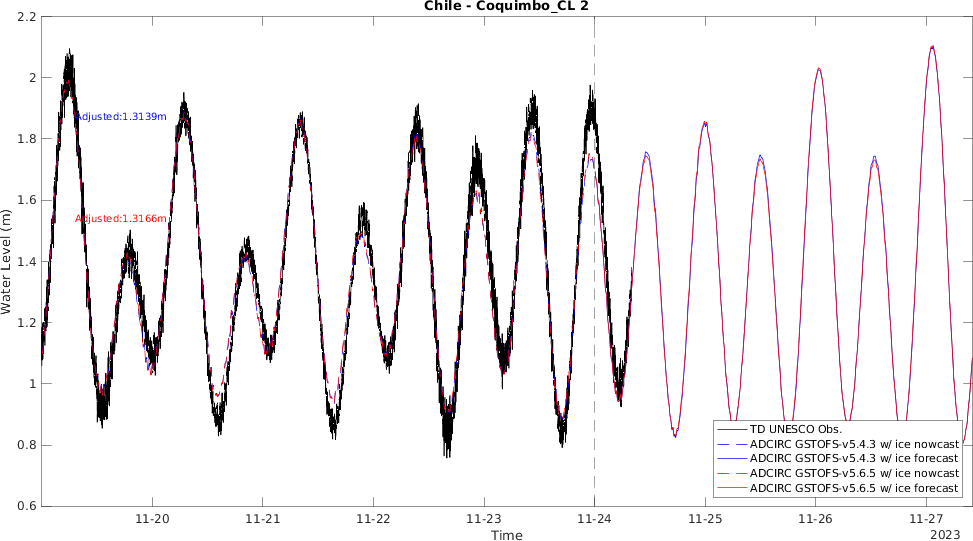 Chile - Coquimbo_CL 2
2.2
2
1.8
1.6
1.4
1.2
1
0.8
0.6
Water Level (m)
Adjusted:1.3139m
Adjusted:1.3166m
TD UNESCO Obs.
ADCIRC GSTOFS-v5.4.3 w/ ice nowcast
ADCIRC GSTOFS-v5.4.3 w/ ice forecast
ADCIRC GSTOFS-v5.6.5 w/ ice nowcast
ADCIRC GSTOFS-v5.6.5 w/ ice forecast
11-20 11-21 11-22 11-23 11-24 11-25 11-26 11-27
Time
2023